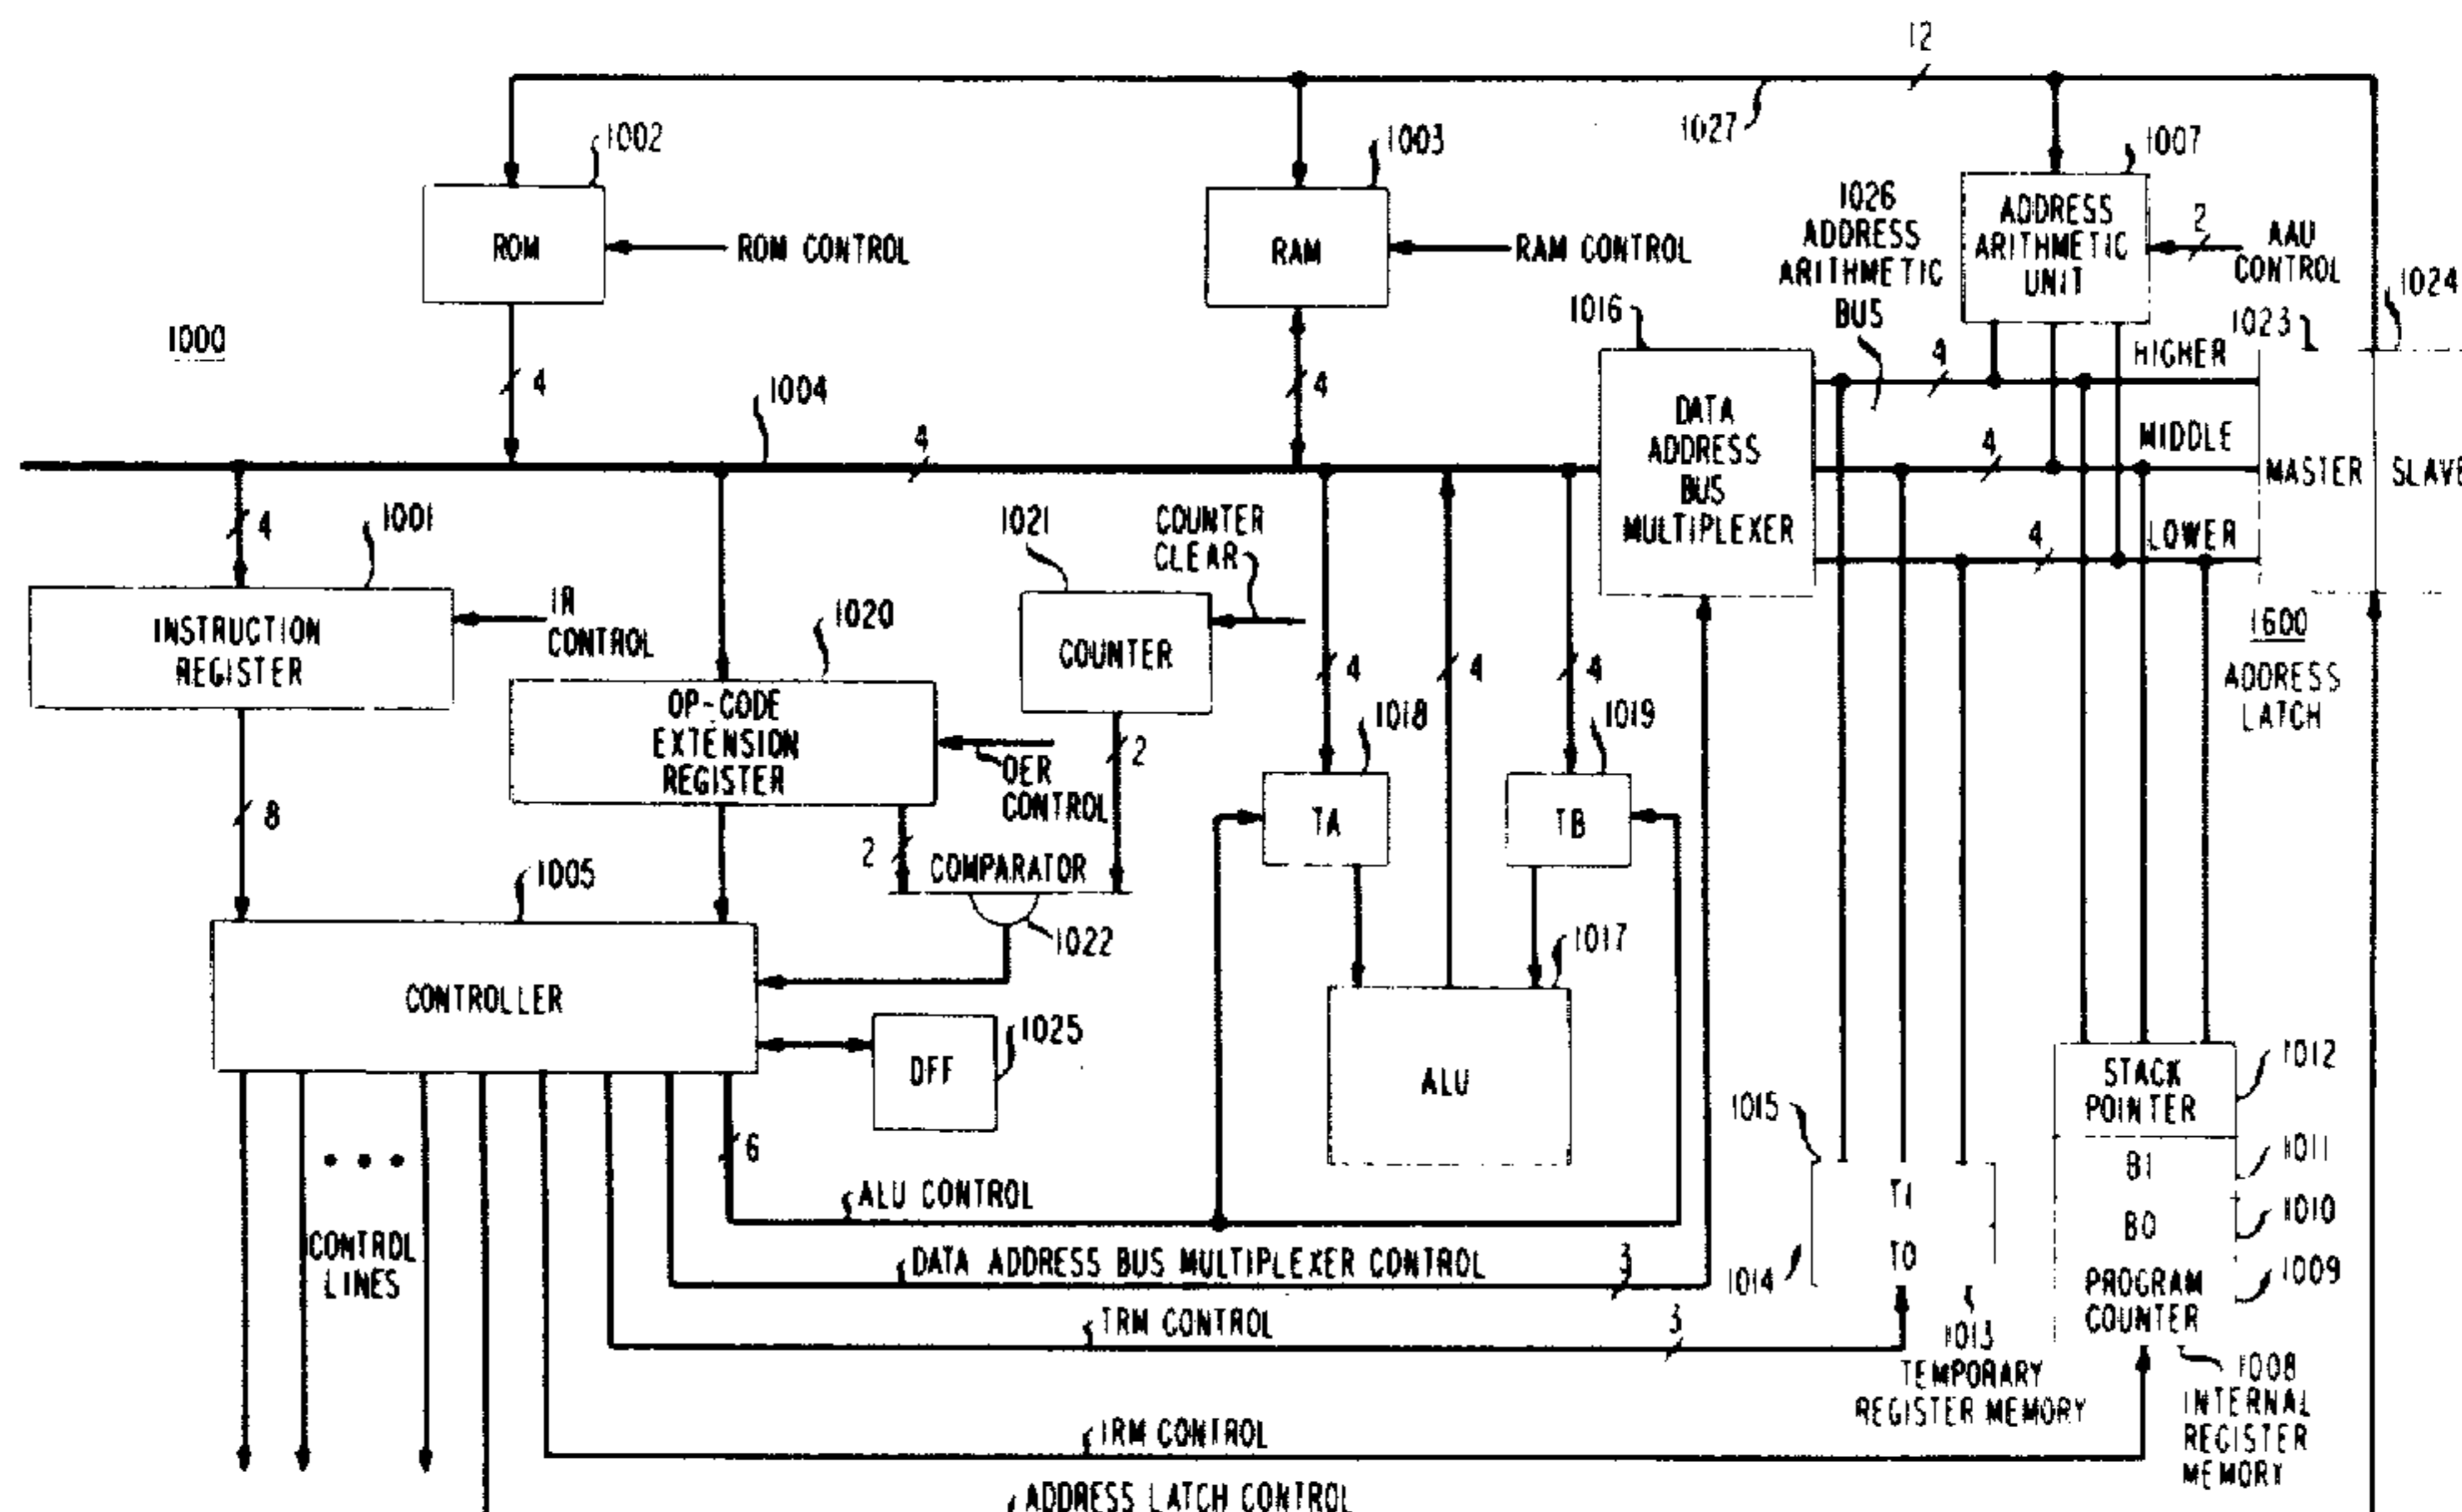 12
1002
1003
1027
1007
ROM
ROM CONTROL
RAM
RAM CONTROL
1026
ADDRESS
ARITHMETIC
BUS
ADDRESS
ARITHMETIC
UNIT
2
AAU
CONTROL
1024
1000
4
1004
4
4
1016
DATA
ADDRESS
BUS
MULTIPLEXER
4
HIGHER
1023
4
MIDDLE
MASTER
SLAVE
4
LOWER
1600
ADDRESS
LATCH
4
1001
INSTRUCTION
REGISTER
IR
CONTROL
8
1020
OP-CODE
EXTENSION
REGISTER
OER
CONTROL
1021
COUNTER
CLEAR
COUNTER
2
2
COMPARATOR
1022
4
4
4
1018
TA
1019
TB
1017
ALU
1005
CONTROLLER
1025
DFF
6
• • •
CONTROL
LINES
ALU CONTROL
DATA ADDRESS BUS MULTIPLEXER CONTROL
3
TRM CONTROL
3
IRM CONTROL
ADDRESS LATCH CONTROL
1015
T1
T0
1014
1013
TEMPORARY
REGISTER MEMORY
STACK
POINTER
1012
B1
1011
B0
1010
PROGRAM
COUNTER
1009
1008
INTERNAL
REGISTER
MEMORY